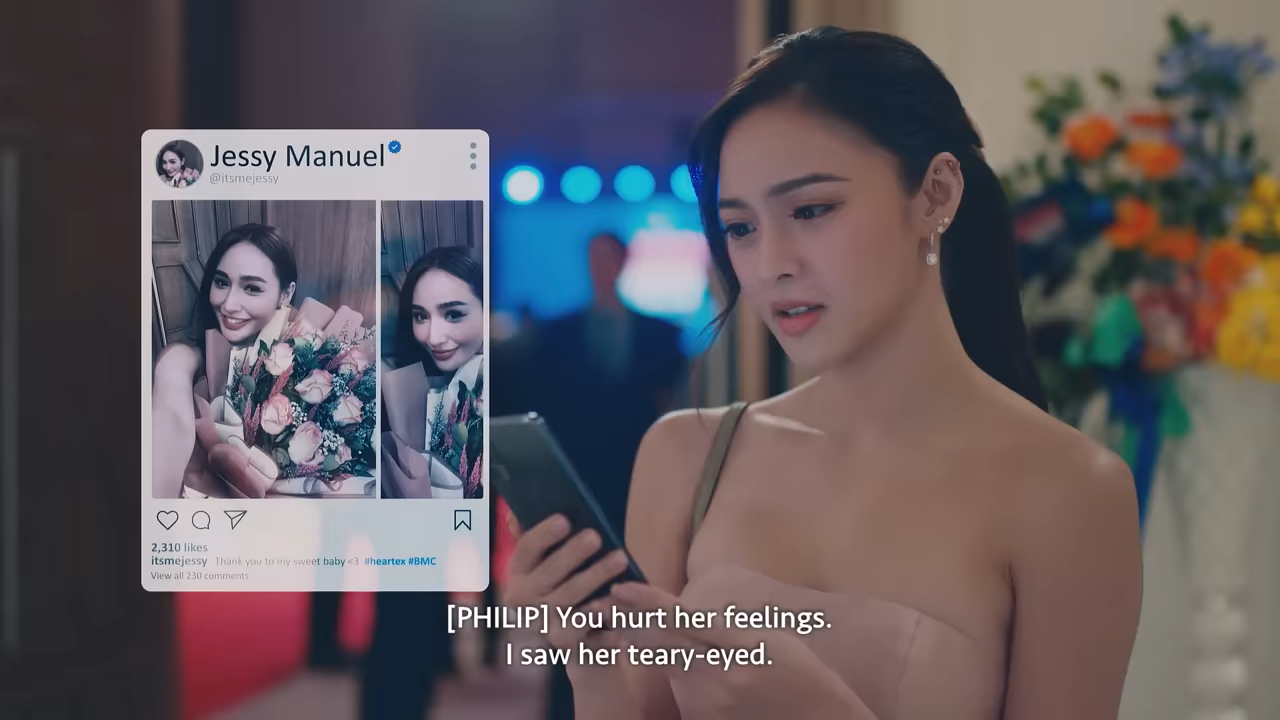 Jessy Manuel
@itsmejessy
2,310 likes
itsmejessy Thank you to my sweet baby <3 #heartex #BMC
View all 230 comments
[PHILIP] You hurt her feelings.
I saw her teary-eyed.